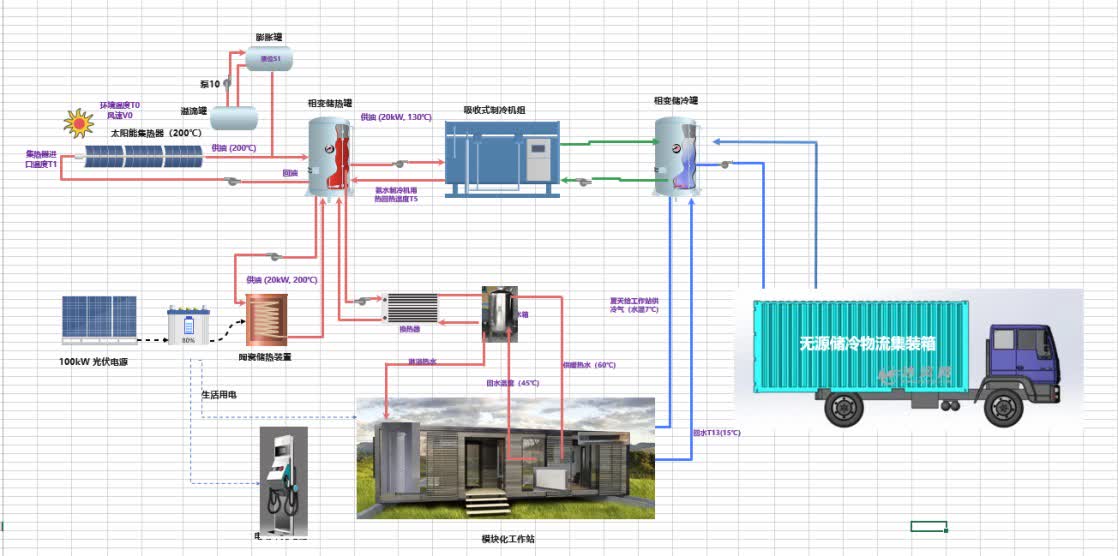 膨胀罐
液位S1
泵10
溢流罐
环境温度T0
风速V0
太阳能集热器（200℃）
集热器进
口温度T1
供油 (200℃)
回油
相变储热罐
供油 (20kW, 130℃)
吸收式制冷机组
氨水制冷机用
热回热温度T5
相变储冷罐
供油 (20kW, 200℃)
100kW 光伏电源
80%
陶瓷储热装置
换热器
水箱
夏天给工作站供
冷气（水温7℃）
无源储冷物流集装箱
淋浴热水
供暖热水（60℃）
回水温度（45℃）
生活用电
回水T13(15℃)
模块化工作站